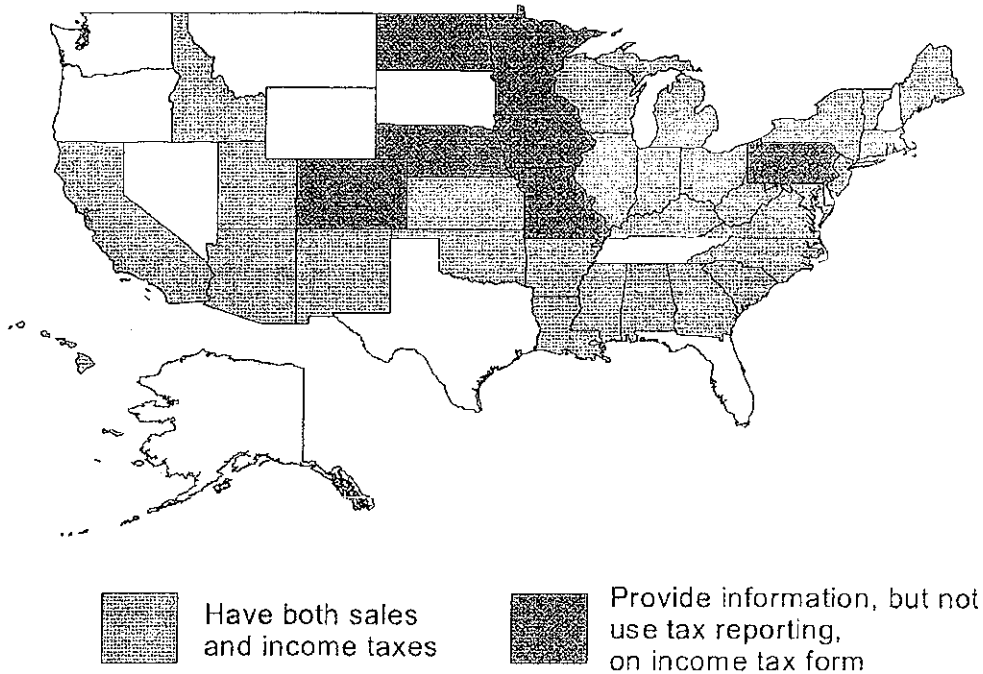 Have both sales
and income taxes
Provide information, but not
use tax reporting,
on income tax form